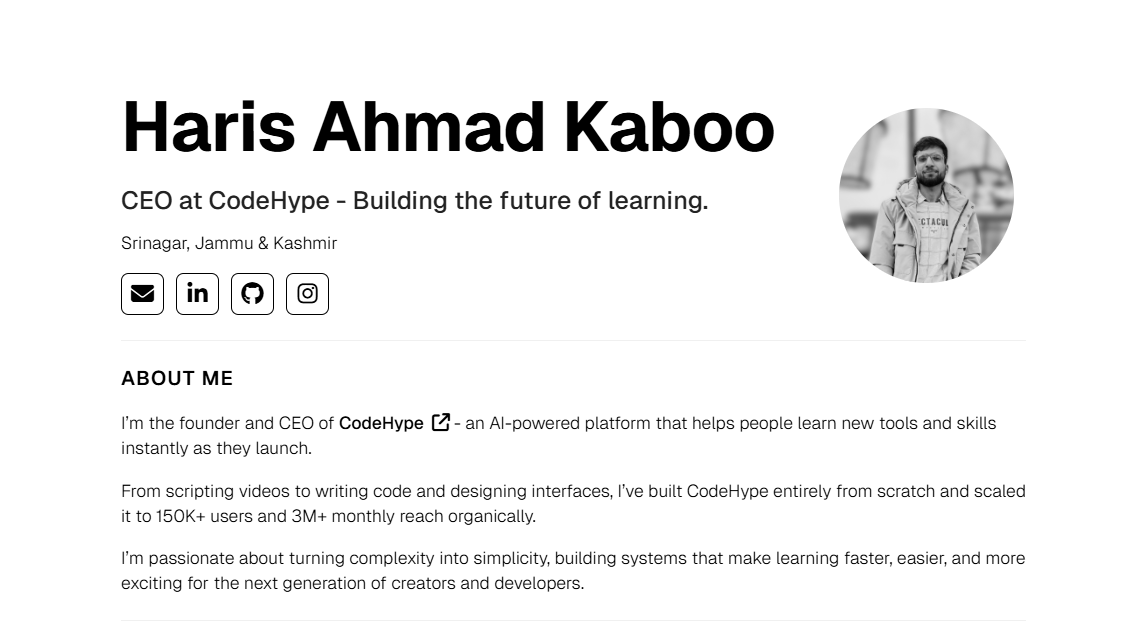 Haris Ahmad Kaboo
CEO at CodeHype - Building the future of learning.
Srinagar, Jammu & Kashmir
ABOUT ME
I’m the founder and CEO of CodeHype - an AI-powered platform that helps people learn new tools and skills
instantly as they launch.
From scripting videos to writing code and designing interfaces, I’ve built CodeHype entirely from scratch and scaled
it to 150K+ users and 3M+ monthly reach organically.
I’m passionate about turning complexity into simplicity, building systems that make learning faster, easier, and more
exciting for the next generation of creators and developers.